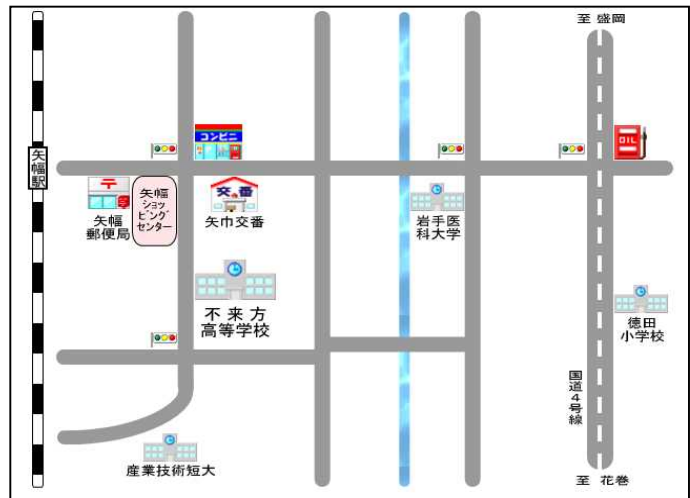 至 盛岡
コンビニ
OIL
矢幅駅
〒
矢幅
郵便局
矢幅
ショッ
ピング
センター
交番
矢巾交番
岩手医
科大学
不来方
高等学校
徳田
小学校
国道4号線
産業技術短大
至 花巻